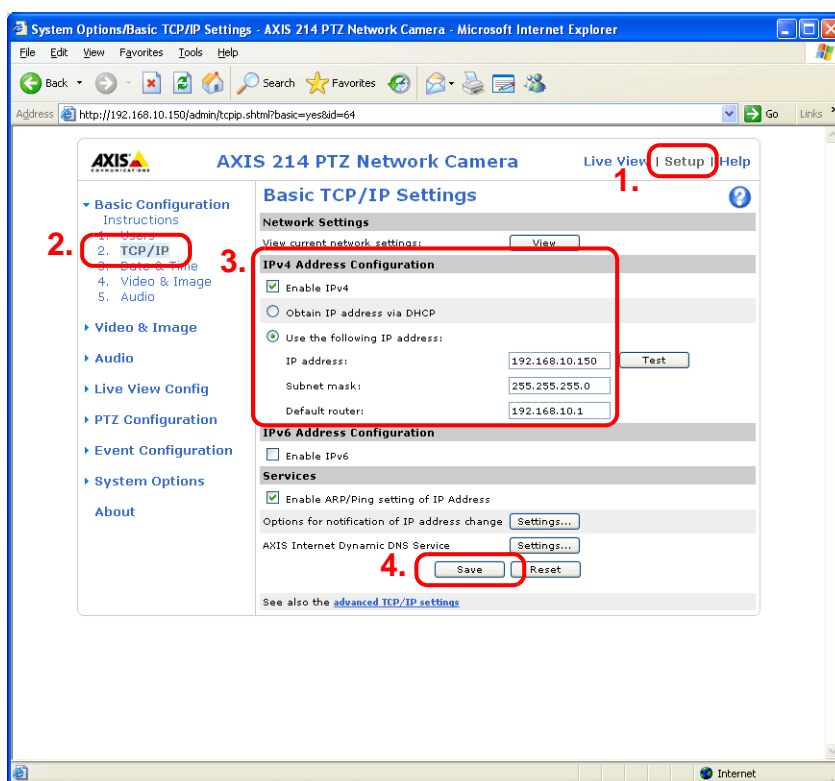 System Options/Basic TCP/IP Settings - AXIS 214 PTZ Network Camera - Microsoft Internet Explorer
File Edit View Favorites Tools Help
Back Search Favorites
Address http://192.168.10.150/admin/tcpip.shtml?basic=yes&id=64 Go Links
AXIS COMMUNICATIONS AXIS 214 PTZ Network Camera Live View | Setup | Help
1.
Basic Configuration
Instructions
1. Users
2. TCP/IP
3. Date & Time
4. Video & Image
5. Audio
Video & Image
Audio
Live View Config
PTZ Configuration
Event Configuration
System Options
About
2.
Basic TCP/IP Settings
Network Settings
View current network settings: View
3.
IPv4 Address Configuration
Enable IPv4
Obtain IP address via DHCP
Use the following IP address:
IP address: 192.168.10.150 Test
Subnet mask: 255.255.255.0
Default router: 192.168.10.1
IPv6 Address Configuration
Enable IPv6
Services
Enable ARP/Ping setting of IP Address
Options for notification of IP address change Settings...
AXIS Internet Dynamic DNS Service Settings...
4.
Save Reset
See also the advanced TCP/IP settings
Internet